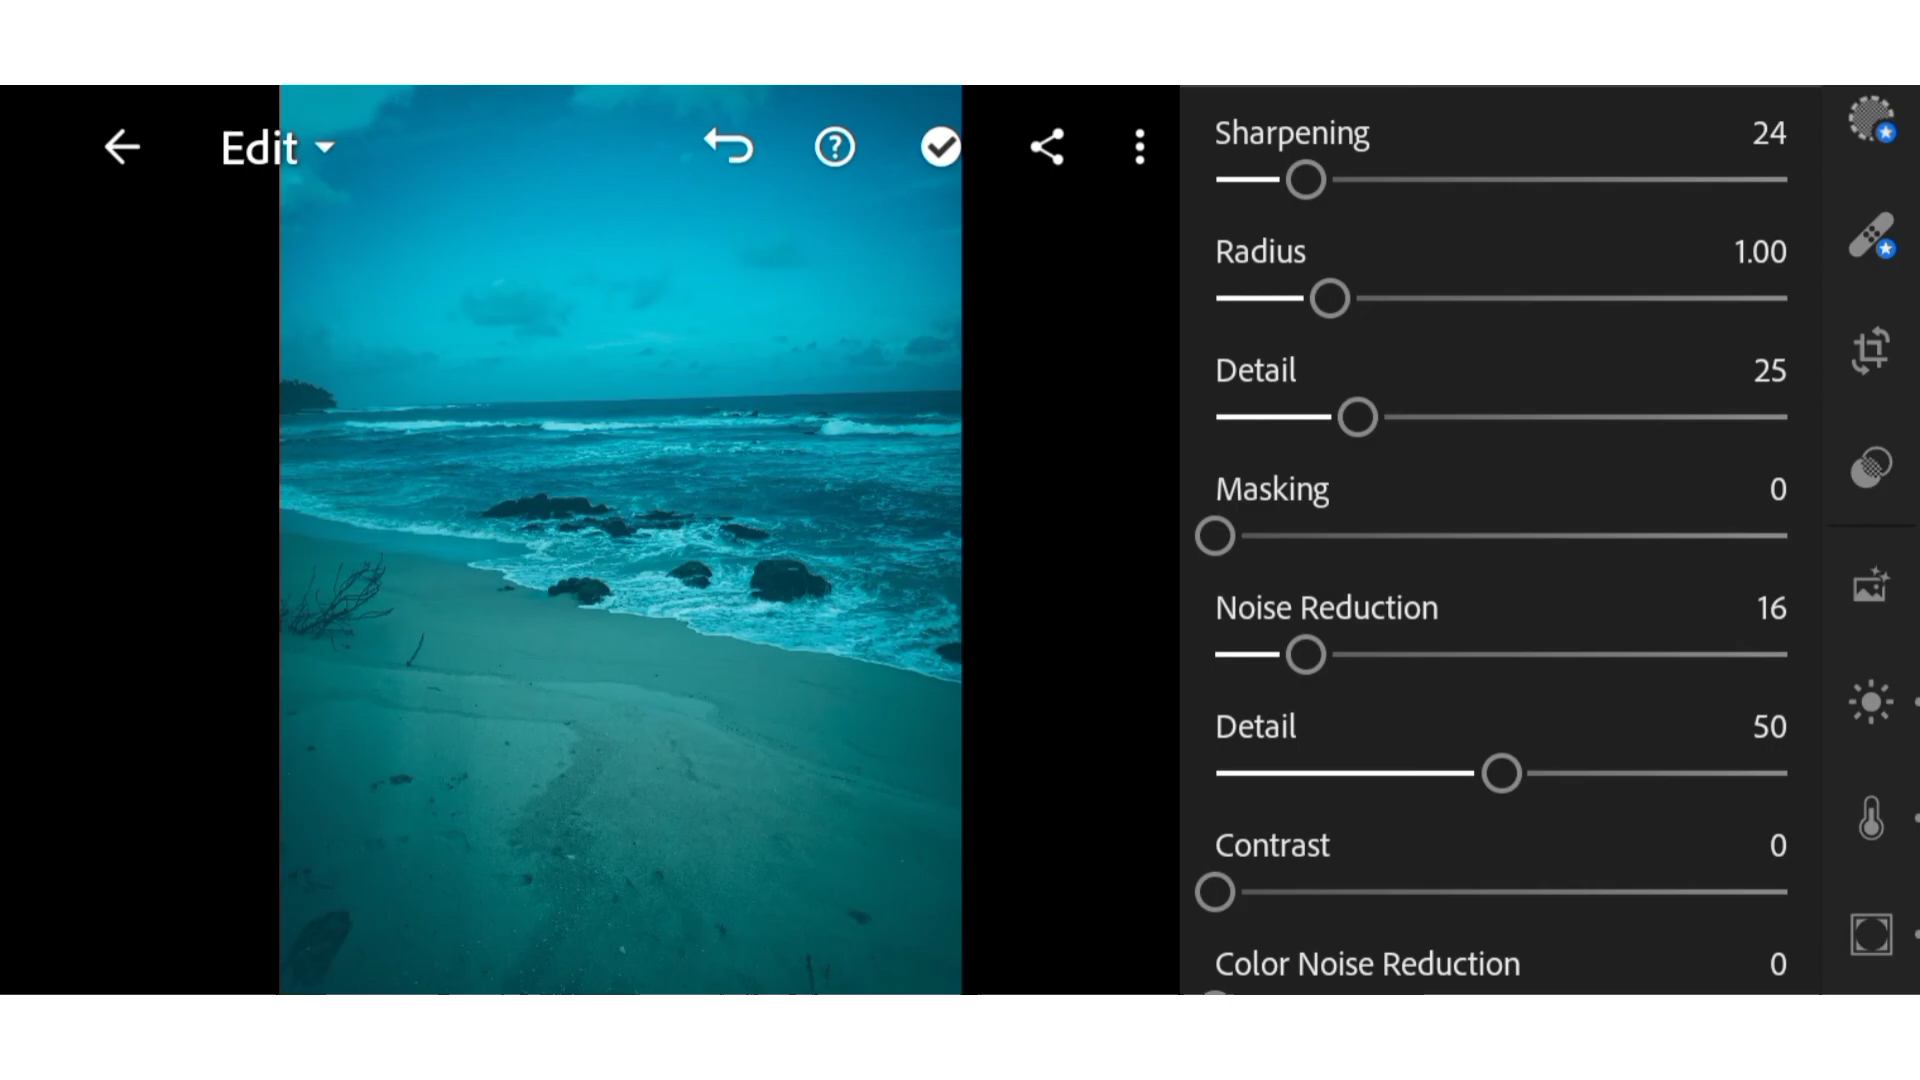 Edit
Sharpening 24
Radius 1.00
Detail 25
Masking 0
Noise Reduction 16
Detail 50
Contrast 0
Color Noise Reduction 0